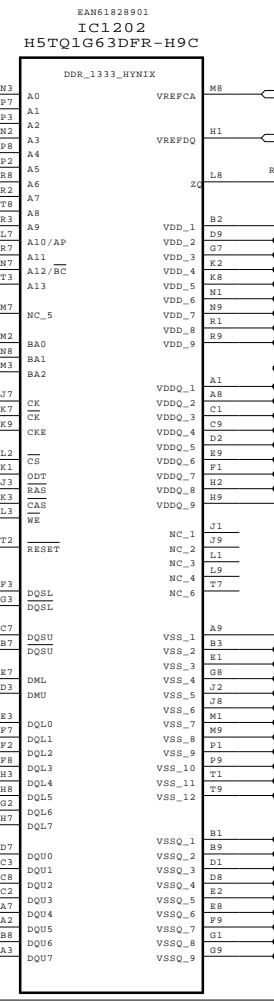 EAN61828901
IC1202
H5TQ1G63DFR-H9C
DDR_1333_HYNIX
N3 A0
P7 A1
P3 A2
N2 A3
P8 A4
P2 A5
R8 A6
R2 A7
T8 A8
R3 A9
L7 A10/AP
R7 A11
N7 A12/BC
T3 A13
M7 NC_5
M2 BA0
N8 BA1
M3 BA2
J7 CK
K7 CK
K9 CKE
L2 CS
K1 ODT
J3 RAS
K3 CAS
L3 WE
T2 RESET
F3 DQSL
G3 DQSL
C7 DQSU
B7 DQSU
E7 DML
D3 DMU
E3 DQL0
F7 DQL1
F2 DQL2
F8 DQL3
H3 DQL4
H8 DQL5
G2 DQL6
H7 DQL7
D7 DQU0
C3 DQU1
C8 DQU2
C2 DQU3
A7 DQU4
A2 DQU5
B8 DQU6
A3 DQU7
VREFCA M8
VREFDQ H1
ZQ L8
R
VDD_1 B2
VDD_2 D9
VDD_3 G7
VDD_4 K2
VDD_5 K8
VDD_6 N1
VDD_7 N9
VDD_8 R1
VDD_9 R9
VDDQ_1 A1
VDDQ_2 A8
VDDQ_3 C1
VDDQ_4 C9
VDDQ_5 D2
VDDQ_6 E9
VDDQ_7 F1
VDDQ_8 H2
VDDQ_9 H9
NC_1 J1
NC_2 J9
NC_3 L1
NC_4 L9
NC_6 T7
VSS_1 A9
VSS_2 B3
VSS_3 E1
VSS_4 G8
VSS_5 J2
VSS_6 J8
VSS_7 M1
VSS_8 M9
VSS_9 P1
VSS_10 P9
VSS_11 T1
VSS_12 T9
VSSQ_1 B1
VSSQ_2 B9
VSSQ_3 D1
VSSQ_4 D8
VSSQ_5 E2
VSSQ_6 E8
VSSQ_7 F9
VSSQ_8 G1
VSSQ_9 G9